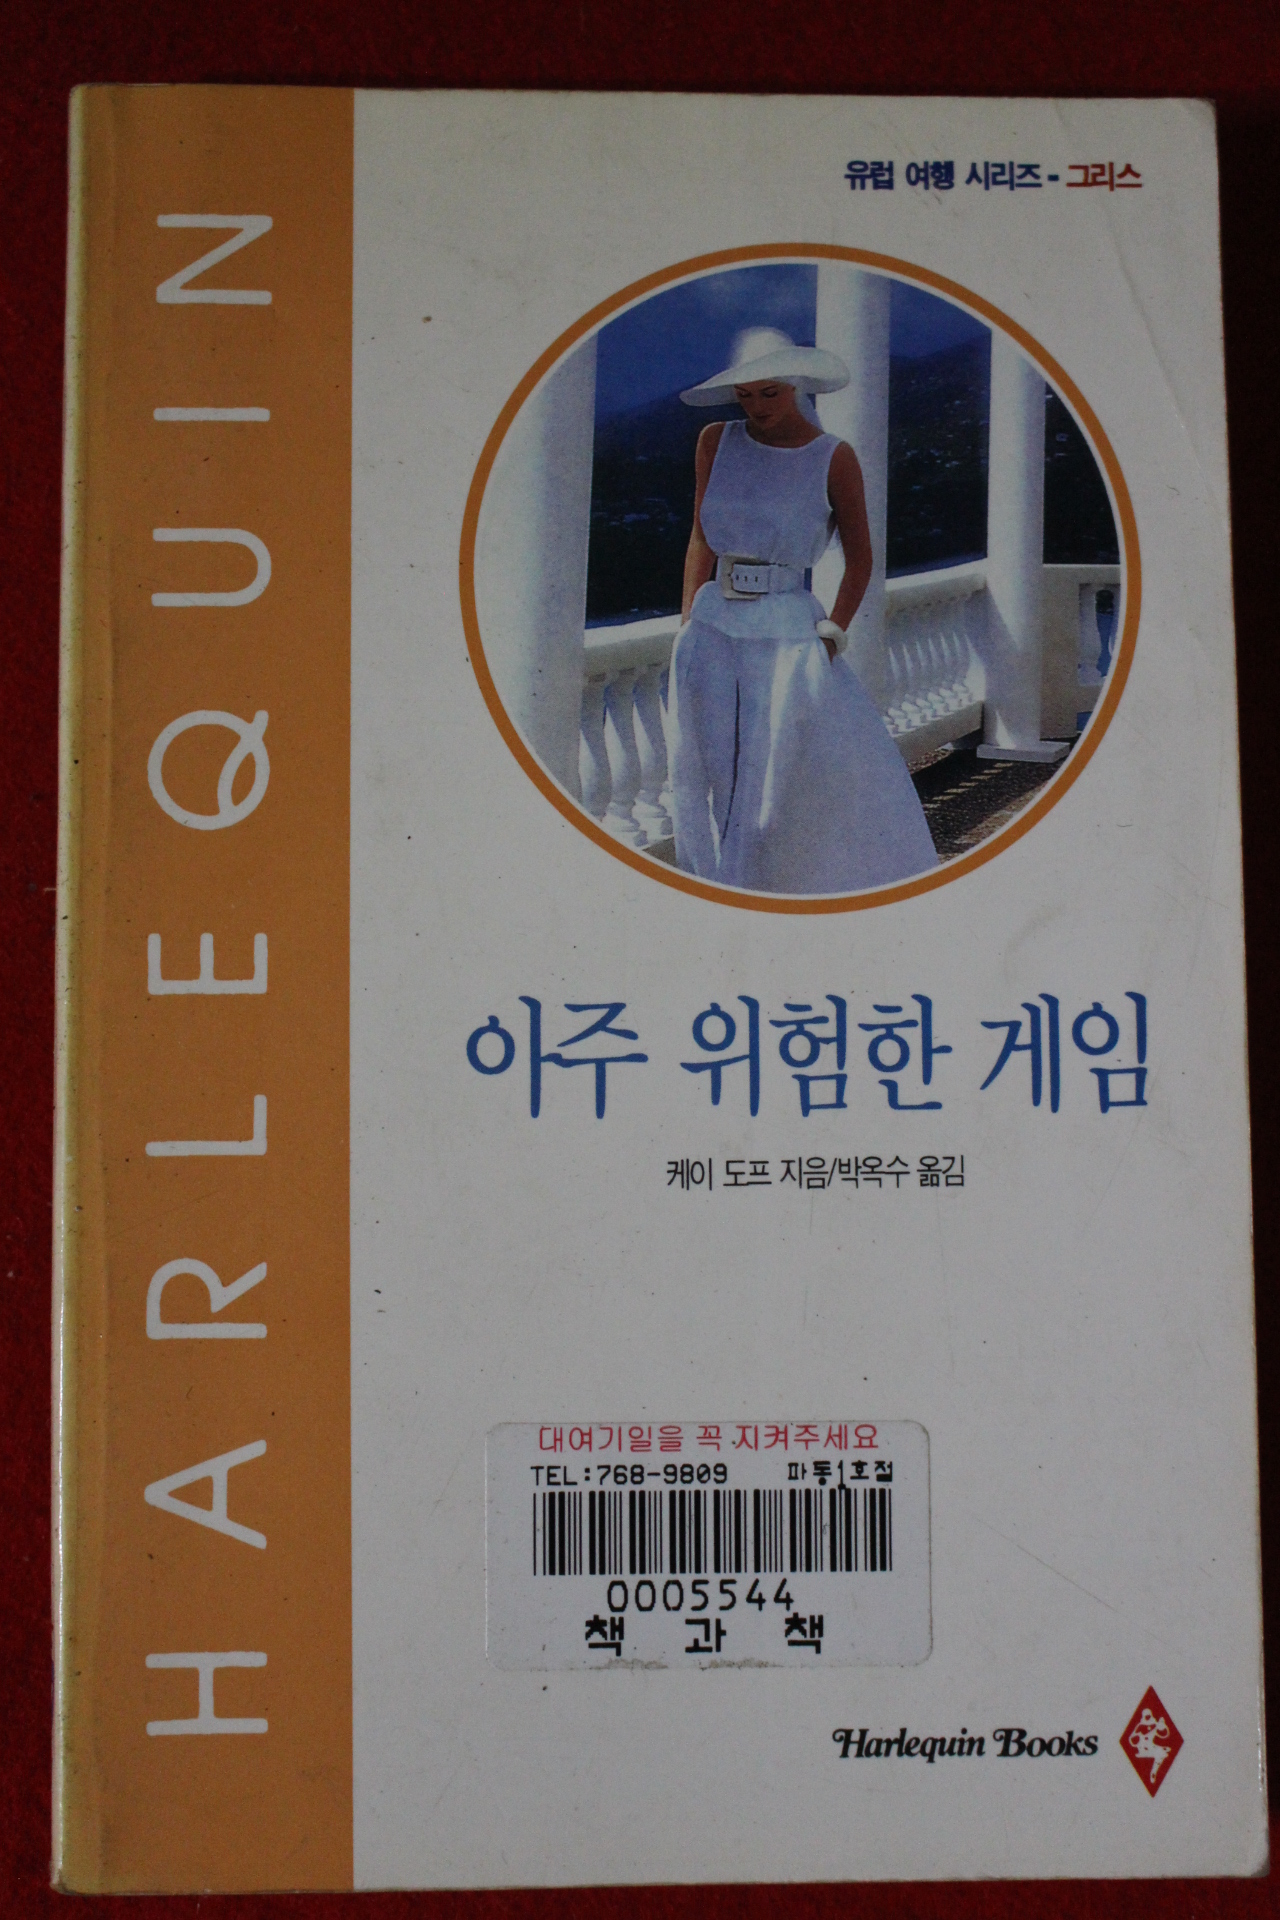 HARLEQUIN
유럽 여행 시리즈 - 그리스
아주 위험한 게임
케이 도프 지음/박옥수 옮김
대여기일을 꼭 지켜주세요
TEL:768-9809 파동1호점
0005544
책 과 책
Harlequin Books